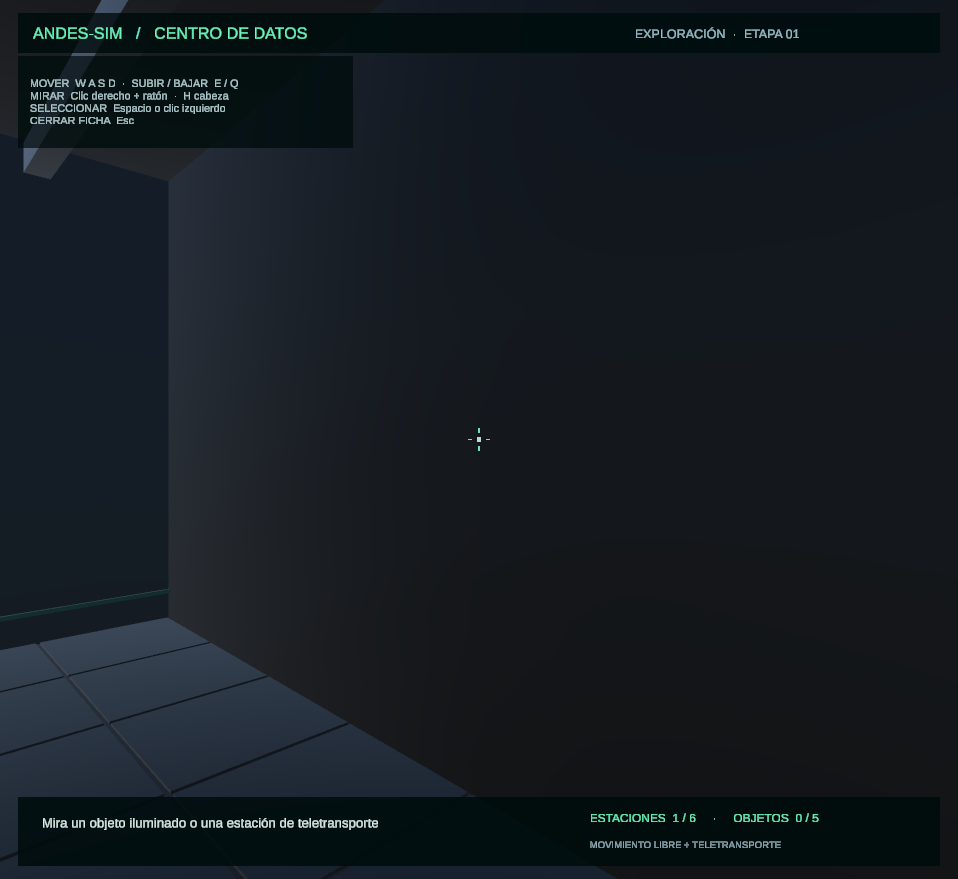 ANDES-SIM / CENTRO DE DATOS
EXPLORACIÓN · ETAPA 01
MOVER W A S D · SUBIR / BAJAR E / Q
MIRAR Clic derecho + ratón · H cabeza
SELECCIONAR Espacio o clic izquierdo
CERRAR FICHA Esc
Mira un objeto iluminado o una estación de teletransporte
ESTACIONES 1 / 6 · OBJETOS 0 / 5
MOVIMIENTO LIBRE + TELETRANSPORTE